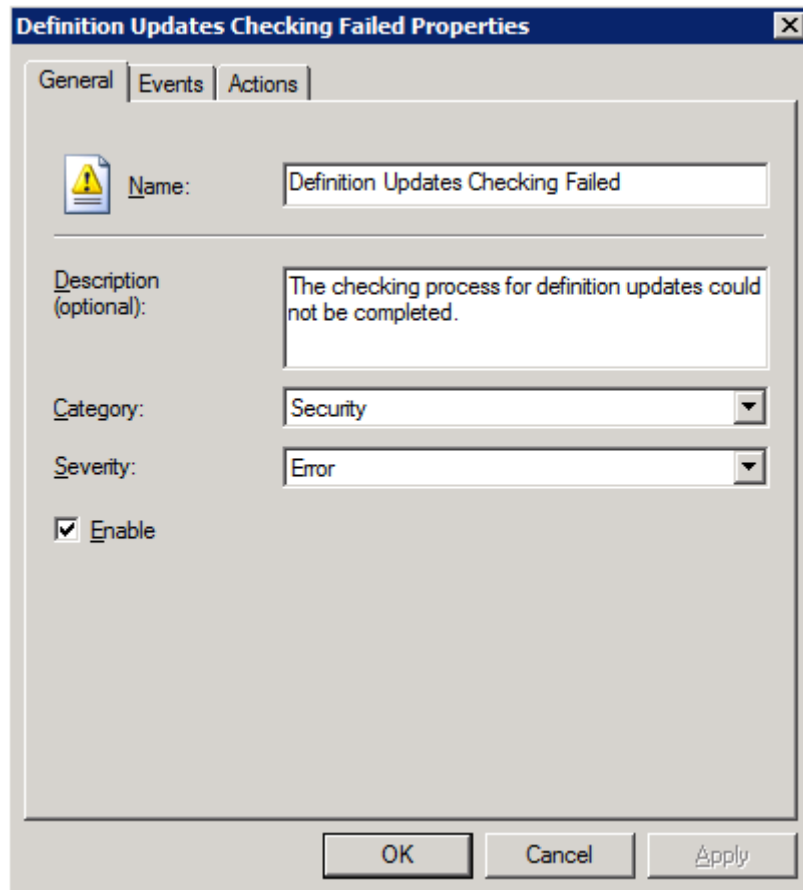 Definition Updates Checking Failed Properties
General Events Actions
Name: Definition Updates Checking Failed
Description (optional):
The checking process for definition updates could
not be completed.
Category: Security
Severity: Error
Enable
OK Cancel Apply